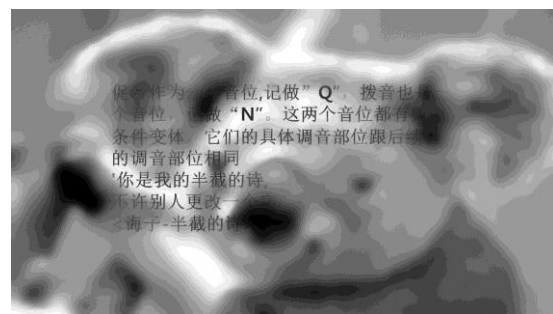 促 作为 音位,记做”Q”。拨音也
个音位 做“N”。这两个音位都有
条件变体 它们的具体调音部位跟后续
的调音部位相同
'你是我的半截的诗
不许别人更改一
<诲子-半截的诗